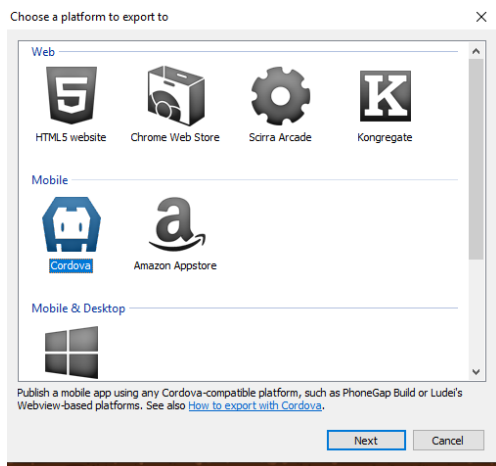 Choose a platform to export to
Web
HTML5 website
Chrome Web Store
Scirra Arcade
Kongregate
Mobile
Cordova
Amazon Appstore
Mobile & Desktop
Publish a mobile app using any Cordova-compatible platform, such as PhoneGap Build or Ludei's
Webview-based platforms. See also How to export with Cordova.
Next
Cancel